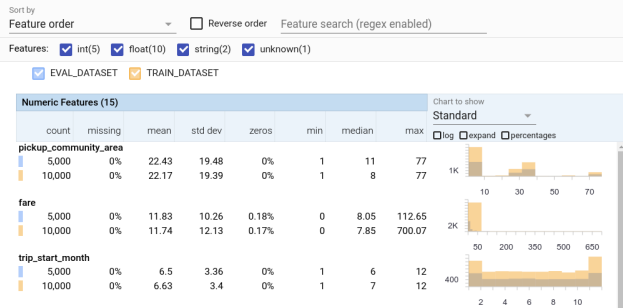 Sort by
Feature order
Reverse order
Feature search (regex enabled)
Features: int(5) float(10) string(2) unknown(1)
EVAL_DATASET TRAIN_DATASET
Numeric Features (15)
Chart to show
Standard
count missing mean std dev zeros min median max
log expand percentages
pickup_community_area
5,000 0% 22.43 19.48 0% 1 11 77
10,000 0% 22.17 19.39 0% 1 8 77
1K
10 30 50 70
fare
5,000 0% 11.83 10.26 0.18% 0 8.05 112.65
10,000 0% 11.74 12.13 0.17% 0 7.85 700.07
2K
50 200 350 500 650
trip_start_month
5,000 0% 6.5 3.36 0% 1 6 12
10,000 0% 6.63 3.4 0% 1 7 12
400
2 4 6 8 10